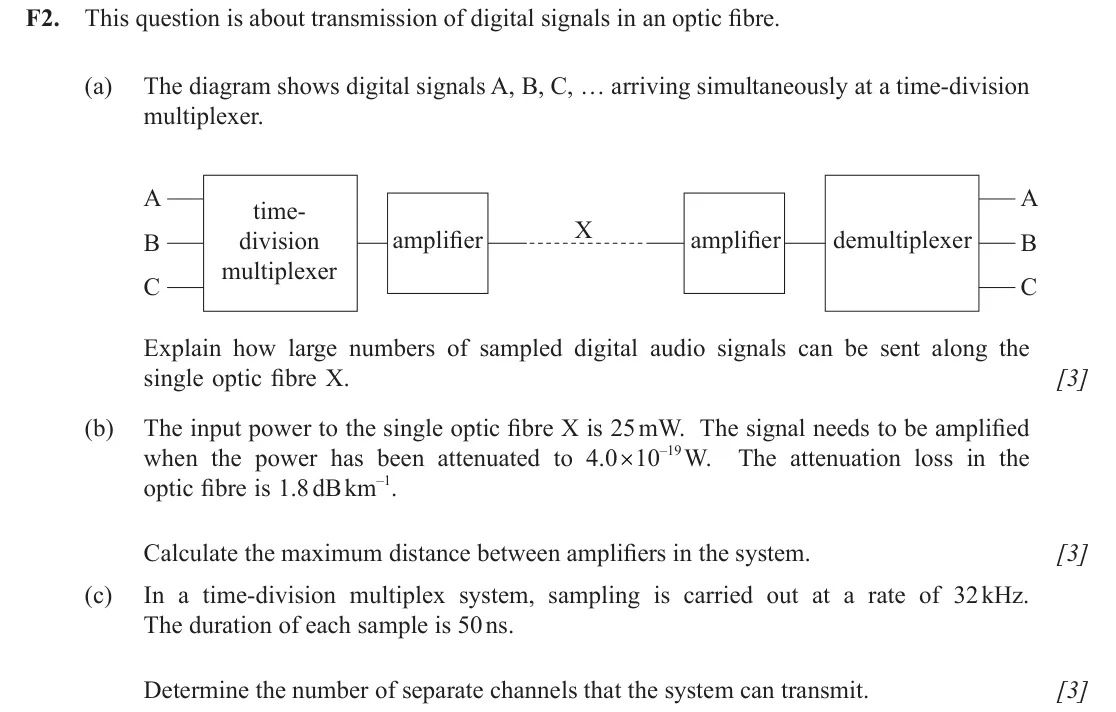 F2. This question is about transmission of digital signals in an optic fibre.
(a) The diagram shows digital signals A, B, C, … arriving simultaneously at a time-division
multiplexer.
A
B
C
time-
division
multiplexer
amplifier
X
amplifier
demultiplexer
A
B
C
Explain how large numbers of sampled digital audio signals can be sent along the
single optic fibre X. [3]
(b) The input power to the single optic fibre X is 25 mW. The signal needs to be amplified
when the power has been attenuated to 4.0×10⁻¹⁹ W. The attenuation loss in the
optic fibre is 1.8 dB km⁻¹.
Calculate the maximum distance between amplifiers in the system. [3]
(c) In a time-division multiplex system, sampling is carried out at a rate of 32 kHz.
The duration of each sample is 50 ns.
Determine the number of separate channels that the system can transmit. [3]